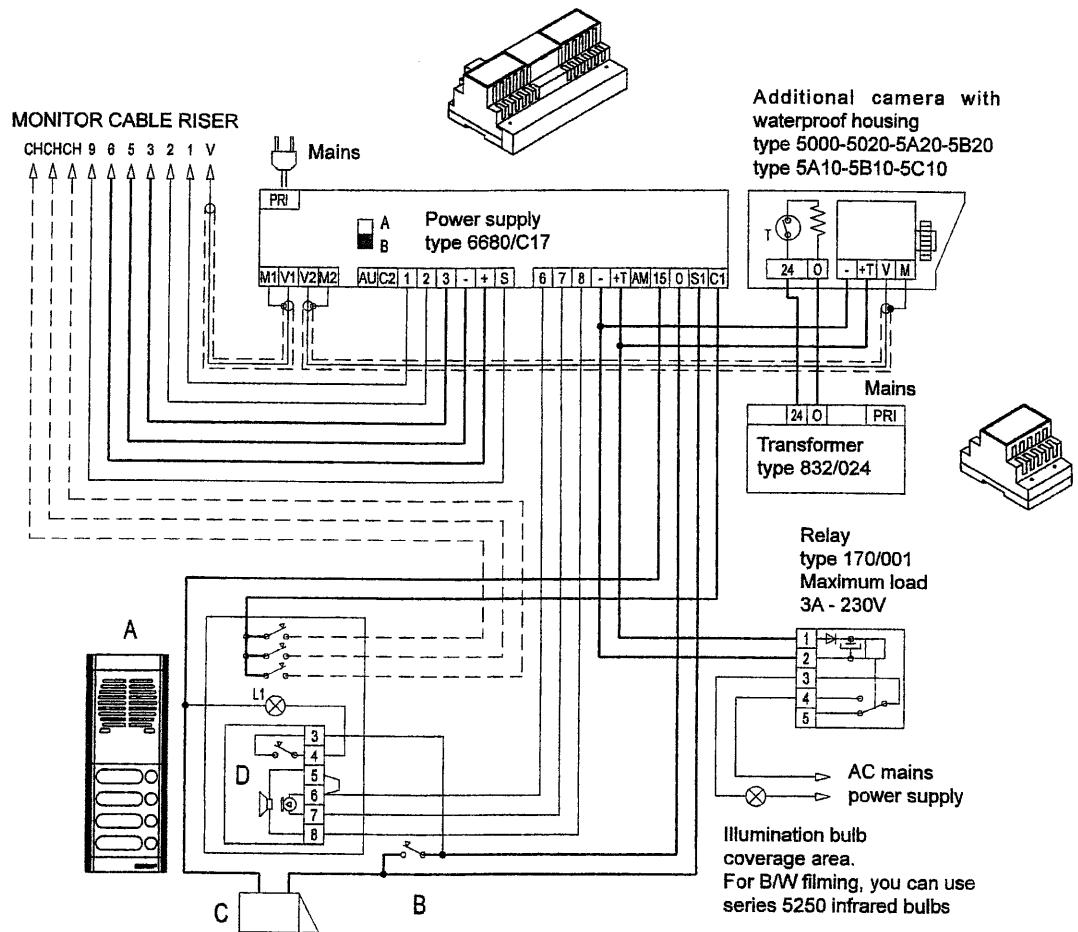 Additional camera with
waterproof housing
type 5000-5020-5A20-5B20
type 5A10-5B10-5C10
MONITOR CABLE RISER
CH CH CH 9 6 5 3 2 1 V
Mains
PRI
A
B
Power supply
type 6680/C17
M1 V1 V2 M2 AU C2 1 2 3 - + S 6 7 8 - +T AM 15 0 S1 C1
T
24 O - +T V M
Mains
24 O PRI
Transformer
type 832/024
Relay
type 170/001
Maximum load
3A - 230V
1
2
3
4
5
A
L1
D
3
4
5
6
7
8
B
C
AC mains
power supply
Illumination bulb
coverage area.
For B/W filming, you can use
series 5250 infrared bulbs